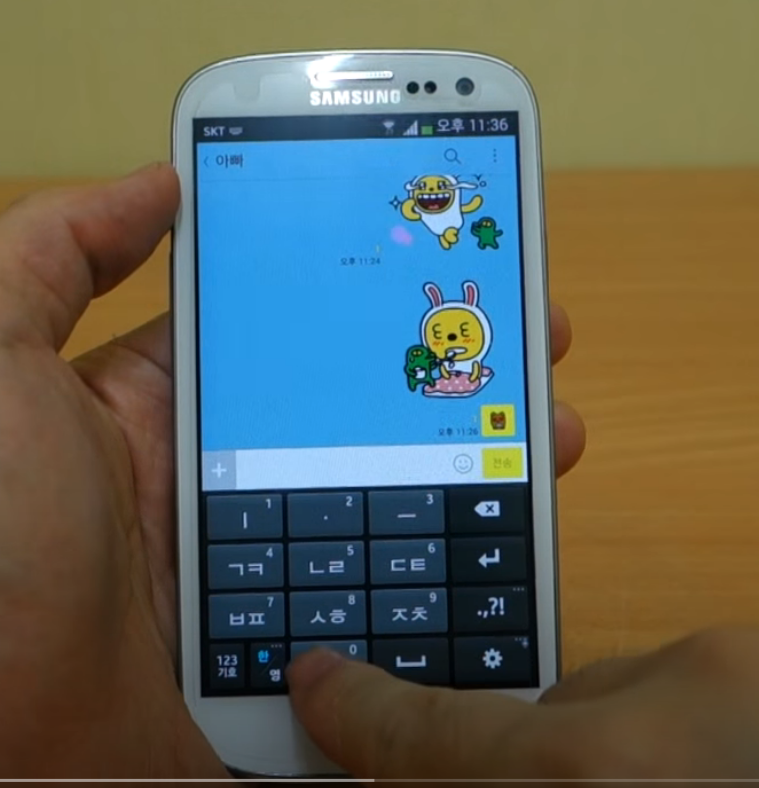 SAMSUNG
SKT 오후 11:36
아빠
1
오후 11:24
오후 11:26
+ 전송
ㅣ 1 · 2 ㅡ 3
ㄱㅋ 4 ㄴㄹ 5 ㄷㅌ 6
ㅂㅍ 7 ㅅㅎ 8 ㅈㅊ 9 .,?!
123 기호 한/영 0